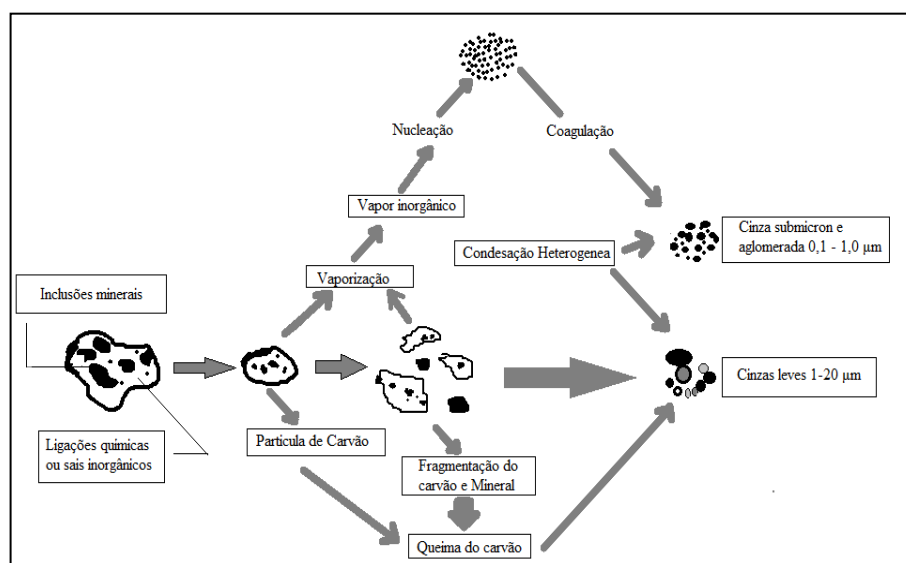 Nucleação
Coagulação
Vapor inorgânico
Cinza submicron e
aglomerada 0,1 - 1,0 µm
Condesação Heterogenea
Vaporização
Inclusões minerais
Cinzas leves 1-20 µm
Ligações quimicas
ou sais inorgânicos
Particula de Carvão
Fragmentação do
carvão e Mineral
Queima do carvão